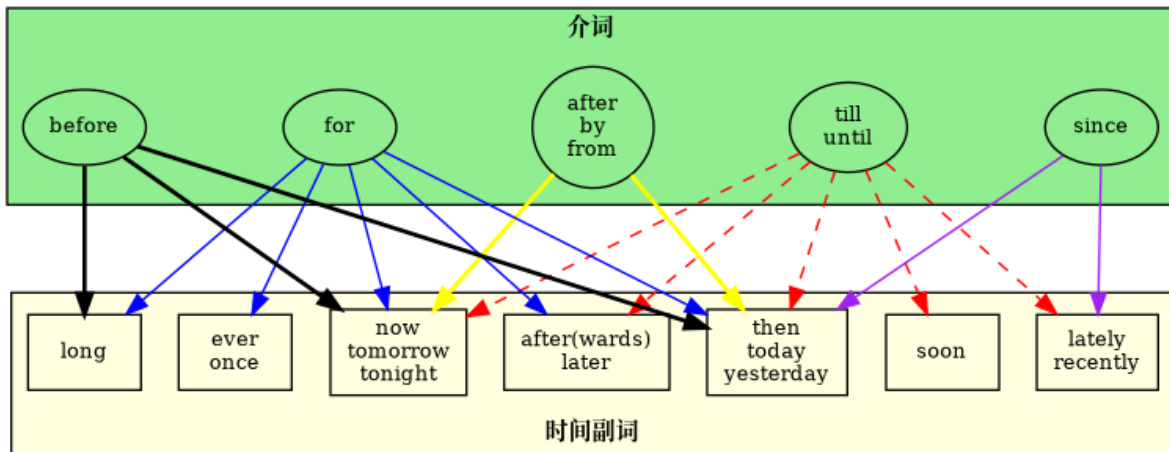 介词
before
for
after
by
from
till
until
since
long
ever
once
now
tomorrow
tonight
after(wards)
later
then
today
yesterday
soon
lately
recently
时间副词